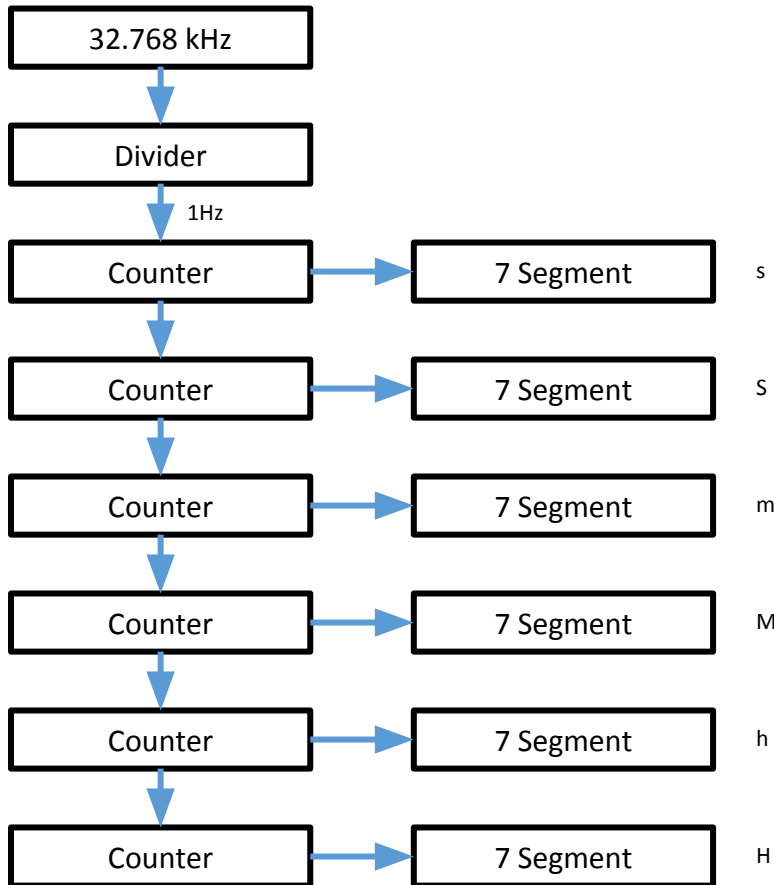 32.768 kHz
Divider
1Hz
Counter
7 Segment
s
Counter
7 Segment
S
Counter
7 Segment
m
Counter
7 Segment
M
Counter
7 Segment
h
Counter
7 Segment
H